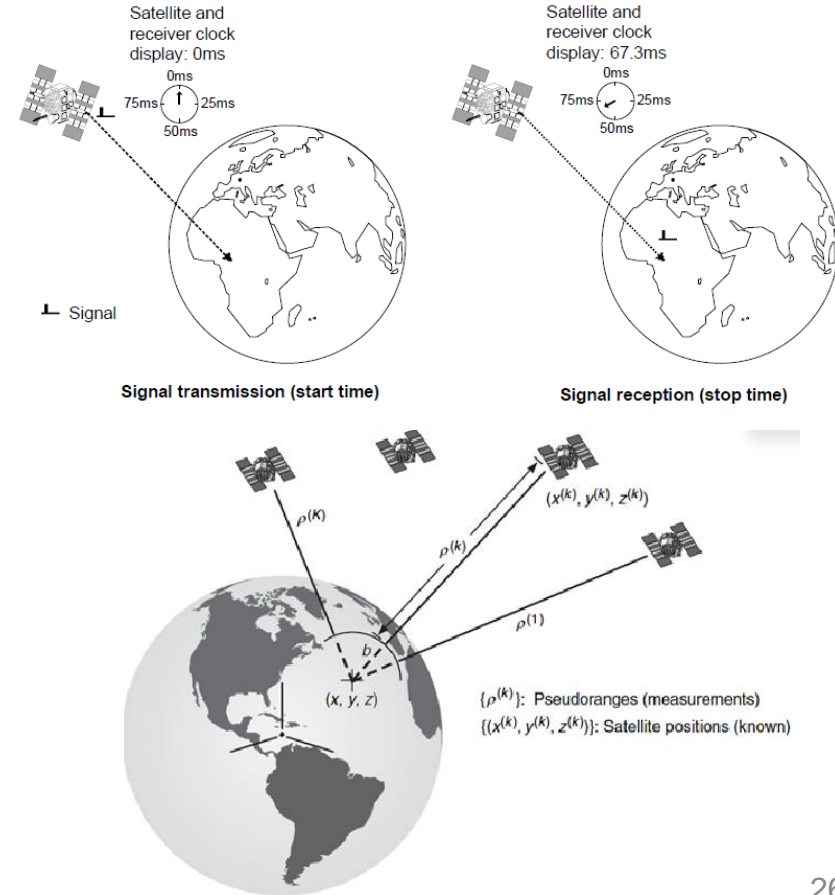 Satellite and
receiver clock
display: 0ms
0ms
75ms
25ms
50ms
Signal
Signal transmission (start time)
Satellite and
receiver clock
display: 67.3ms
0ms
75ms
25ms
50ms
Signal reception (stop time)
ρ(K)
ρ(k)
(x(k), y(k), z(k))
ρ(1)
b
(x, y, z)
{ρ(k)}: Pseudoranges (measurements)
{(x(k), y(k), z(k))}: Satellite positions (known)
26